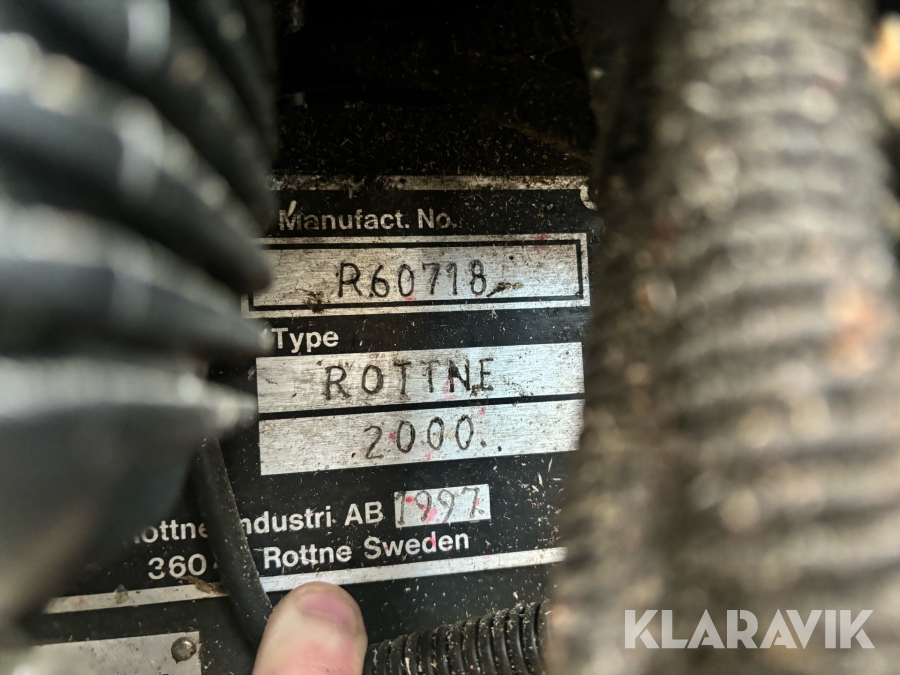 Manufact. No.
R60718
Type
ROTTNE
2000
Industri AB 1997
360 Rottne Sweden
KLARAVIK